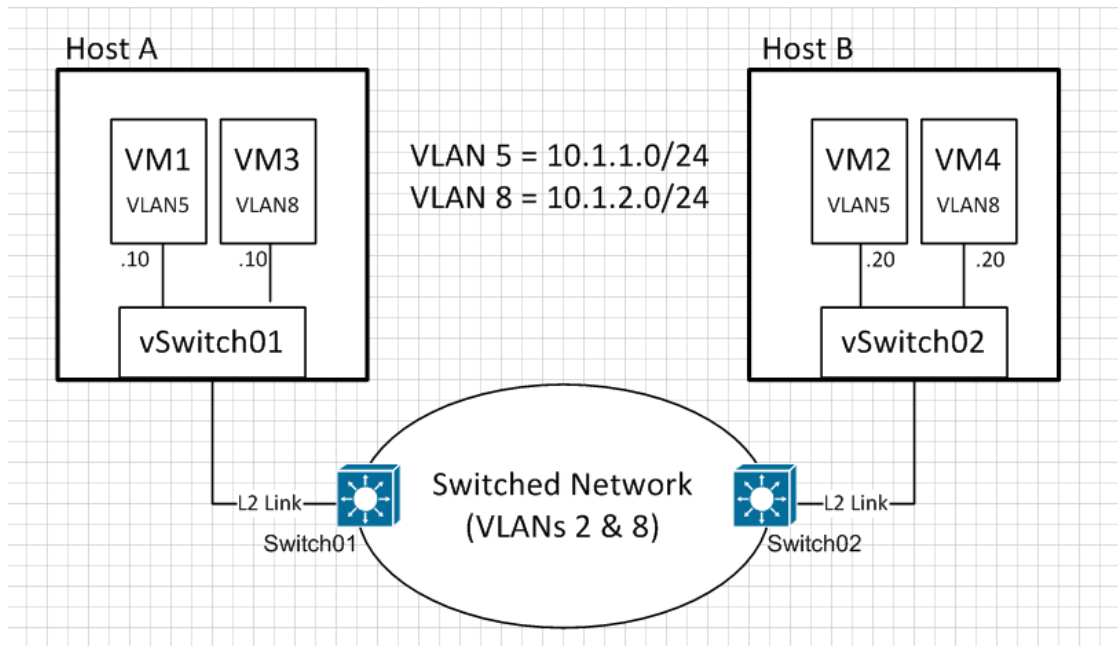 Host A
Host B
VM1
VLAN5
VM3
VLAN8
VLAN 5 = 10.1.1.0/24
VLAN 8 = 10.1.2.0/24
VM2
VLAN5
VM4
VLAN8
.10
.10
.20
.20
vSwitch01
vSwitch02
Switched Network
(VLANs 2 & 8)
L2 Link
L2 Link
Switch01
Switch02